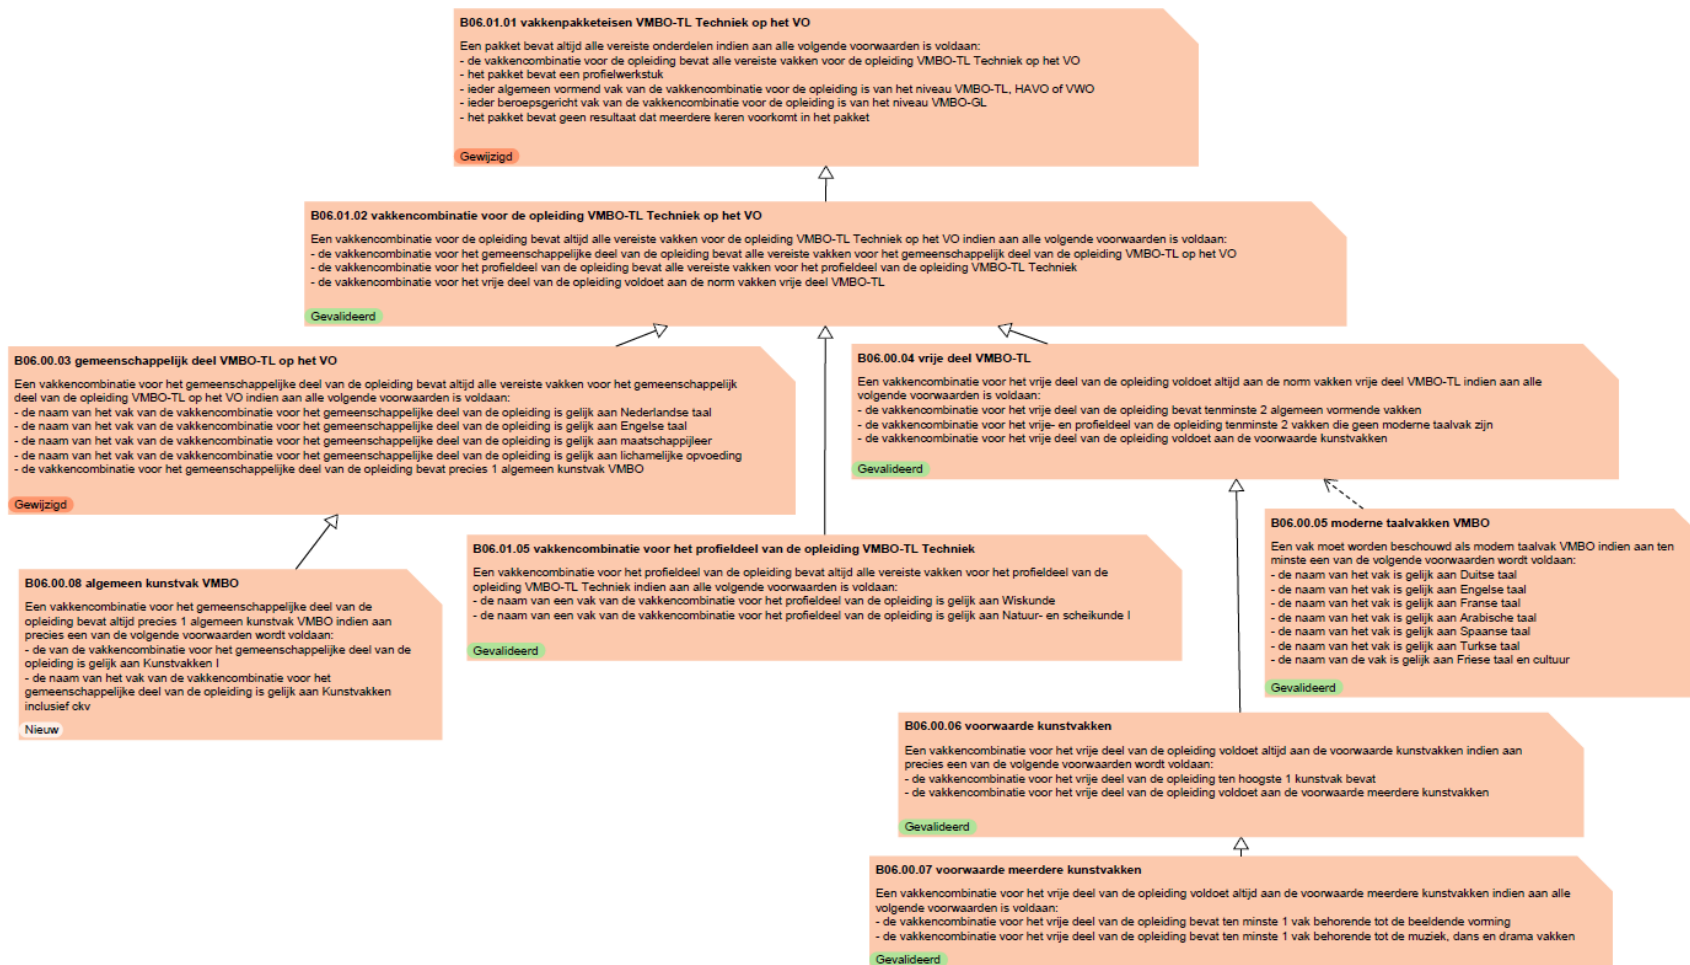 B06.01.01 vakkenpakketeisen VMBO-TL Techniek op het VO
Een pakket bevat altijd alle vereiste onderdelen indien aan alle volgende voorwaarden is voldaan:
- de vakkencombinatie voor de opleiding bevat alle vereiste vakken voor de opleiding VMBO-TL Techniek op het VO
- het pakket bevat een profielwerkstuk
- ieder algemeen vormend vak van de vakkencombinatie voor de opleiding is van het niveau VMBO-TL, HAVO of VWO
- ieder beroepsgericht vak van de vakkencombinatie voor de opleiding is van het niveau VMBO-GL
- het pakket bevat geen resultaat dat meerdere keren voorkomt in het pakket
Gewijzigd
B06.01.02 vakkencombinatie voor de opleiding VMBO-TL Techniek op het VO
Een vakkencombinatie voor de opleiding bevat altijd alle vereiste vakken voor de opleiding VMBO-TL Techniek op het VO indien aan alle volgende voorwaarden is voldaan:
- de vakkencombinatie voor het gemeenschappelijke deel van de opleiding bevat alle vereiste vakken voor het gemeenschappelijk deel van de opleiding VMBO-TL op het VO
- de vakkencombinatie voor het profieldeel van de opleiding bevat alle vereiste vakken voor het profieldeel van de opleiding VMBO-TL Techniek
- de vakkencombinatie voor het vrije deel van de opleiding voldoet aan de norm vakken vrije deel VMBO-TL
Gevalideerd
B06.00.03 gemeenschappelijk deel VMBO-TL op het VO
Een vakkencombinatie voor het gemeenschappelijke deel van de opleiding bevat altijd alle vereiste vakken voor het gemeenschappelijk
deel van de opleiding VMBO-TL op het VO indien aan alle volgende voorwaarden is voldaan:
- de naam van het vak van de vakkencombinatie voor het gemeenschappelijke deel van de opleiding is gelijk aan Nederlandse taal
- de naam van het vak van de vakkencombinatie voor het gemeenschappelijke deel van de opleiding is gelijk aan Engelse taal
- de naam van het vak van de vakkencombinatie voor het gemeenschappelijke deel van de opleiding is gelijk aan maatschappijleer
- de naam van het vak van de vakkencombinatie voor het gemeenschappelijke deel van de opleiding is gelijk aan lichamelijke opvoeding
- de vakkencombinatie voor het gemeenschappelijke deel van de opleiding bevat precies 1 algemeen kunstvak VMBO
Gewijzigd
B06.00.04 vrije deel VMBO-TL
Een vakkencombinatie voor het vrije deel van de opleiding voldoet altijd aan de norm vakken vrije deel VMBO-TL indien aan alle
volgende voorwaarden is voldaan:
- de vakkencombinatie voor het vrije deel van de opleiding bevat tenminste 2 algemeen vormende vakken
- de vakkencombinatie voor het vrije- en profieldeel van de opleiding tenminste 2 vakken die geen moderne taalvak zijn
- de vakkencombinatie voor het vrije deel van de opleiding voldoet aan de voorwaarde kunstvakken
Gevalideerd
B06.00.08 algemeen kunstvak VMBO
Een vakkencombinatie voor het gemeenschappelijke deel van de
opleiding bevat altijd precies 1 algemeen kunstvak VMBO indien aan
precies een van de volgende voorwaarden wordt voldaan:
- de van de vakkencombinatie voor het gemeenschappelijke deel van de
opleiding is gelijk aan Kunstvakken I
- de naam van het vak van de vakkencombinatie voor het
gemeenschappelijke deel van de opleiding is gelijk aan Kunstvakken
inclusief ckv
Nieuw
B06.01.05 vakkencombinatie voor het profieldeel van de opleiding VMBO-TL Techniek
Een vakkencombinatie voor het profieldeel van de opleiding bevat altijd alle vereiste vakken voor het profieldeel van de
opleiding VMBO-TL Techniek indien aan alle volgende voorwaarden is voldaan:
- de naam van een vak van de vakkencombinatie voor het profieldeel van de opleiding is gelijk aan Wiskunde
- de naam van een vak van de vakkencombinatie voor het profieldeel van de opleiding is gelijk aan Natuur- en scheikunde I
Gevalideerd
B06.00.05 moderne taalvakken VMBO
Een vak moet worden beschouwd als modern taalvak VMBO indien aan ten
minste een van de volgende voorwaarden wordt voldaan:
- de naam van het vak is gelijk aan Duitse taal
- de naam van het vak is gelijk aan Engelse taal
- de naam van het vak is gelijk aan Franse taal
- de naam van het vak is gelijk aan Arabische taal
- de naam van het vak is gelijk aan Spaanse taal
- de naam van het vak is gelijk aan Turkse taal
- de naam van de vak is gelijk aan Friese taal en cultuur
Gevalideerd
B06.00.06 voorwaarde kunstvakken
Een vakkencombinatie voor het vrije deel van de opleiding voldoet altijd aan de voorwaarde kunstvakken indien aan
precies een van de volgende voorwaarden wordt voldaan:
- de vakkencombinatie voor het vrije deel van de opleiding ten hoogste 1 kunstvak bevat
- de vakkencombinatie voor het vrije deel van de opleiding voldoet aan de voorwaarde meerdere kunstvakken
Gevalideerd
B06.00.07 voorwaarde meerdere kunstvakken
Een vakkencombinatie voor het vrije deel van de opleiding voldoet altijd aan de voorwaarde meerdere kunstvakken indien aan alle
volgende voorwaarden is voldaan:
- de vakkencombinatie voor het vrije deel van de opleiding bevat ten minste 1 vak behorende tot de beeldende vorming
- de vakkencombinatie voor het vrije deel van de opleiding bevat ten minste 1 vak behorende tot de muziek, dans en drama vakken
Gevalideerd